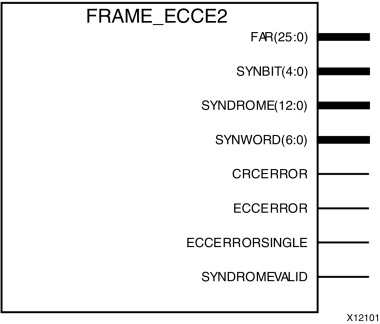 FRAME_ECCE2
FAR(25:0)
SYNBIT(4:0)
SYNDROME(12:0)
SYNWORD(6:0)
CRCERROR
ECCERROR
ECCERRORSINGLE
SYNDROMEVALID
X12101